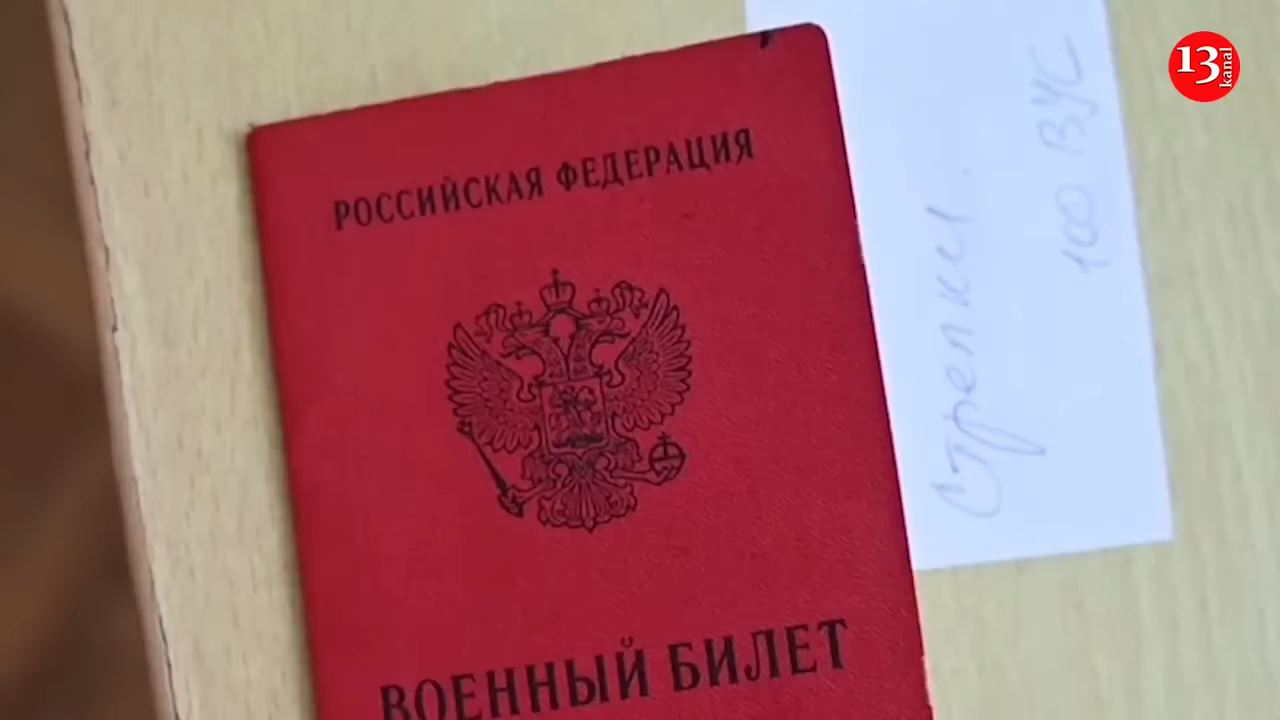 РОССИЙСКАЯ ФЕДЕРАЦИЯ
ВОЕННЫЙ БИЛЕТ
Стрелки
100 ВУС
13
kanal